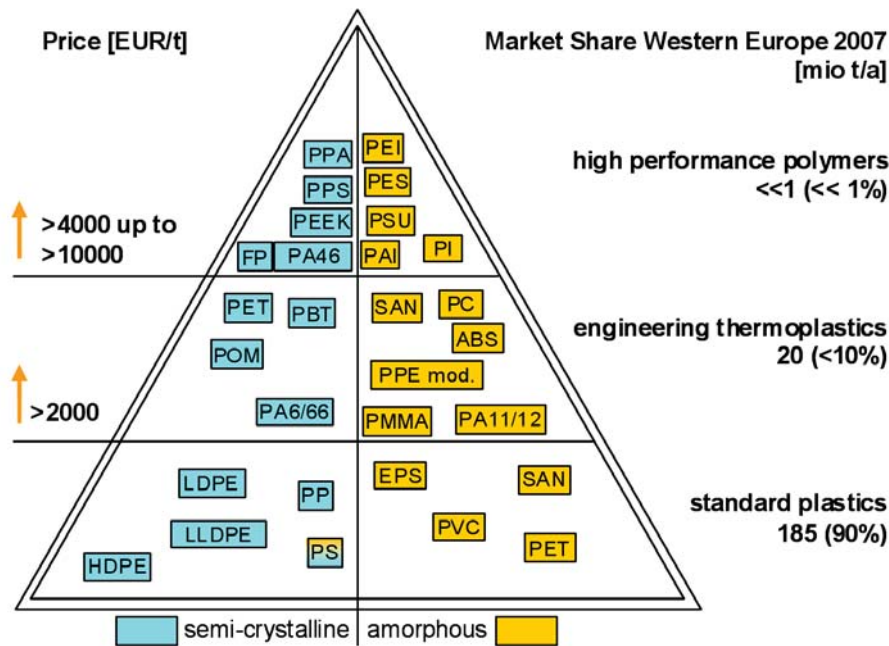 Price [EUR/t]
Market Share Western Europe 2007
[mio t/a]
PPA
PEI
PPS
PES
PEEK
PSU
FP
PA46
PAI
PI
>4000 up to
>10000
high performance polymers
<<1 (<< 1%)
PET
PBT
SAN
PC
ABS
POM
PPE mod.
PA6/66
PMMA
PA11/12
>2000
engineering thermoplastics
20 (<10%)
LDPE
PP
EPS
SAN
LLDPE
PS
PVC
PET
HDPE
standard plastics
185 (90%)
semi-crystalline
amorphous